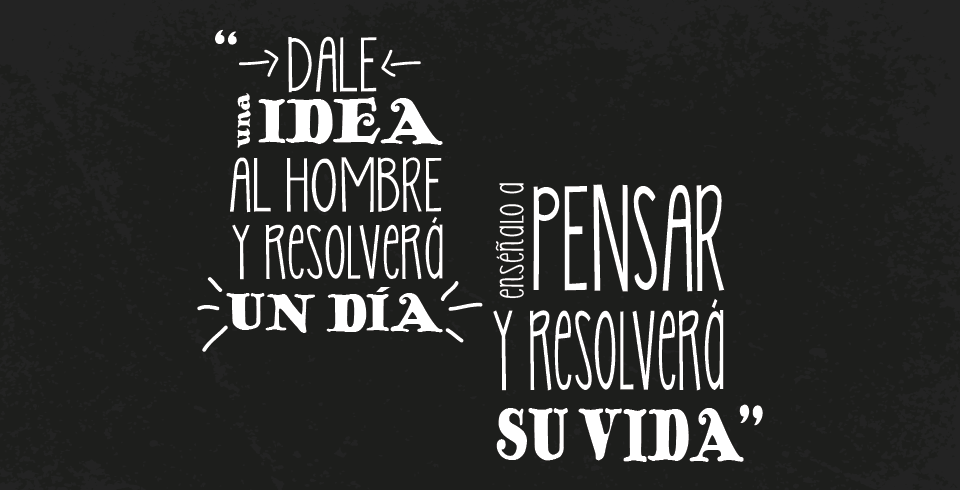 “DALE
una IDEA
AL HOMBRE
Y RESOLVERÁ
UN DÍA
enséñalo a PENSAR
Y RESOLVERÁ
SU VIDA”